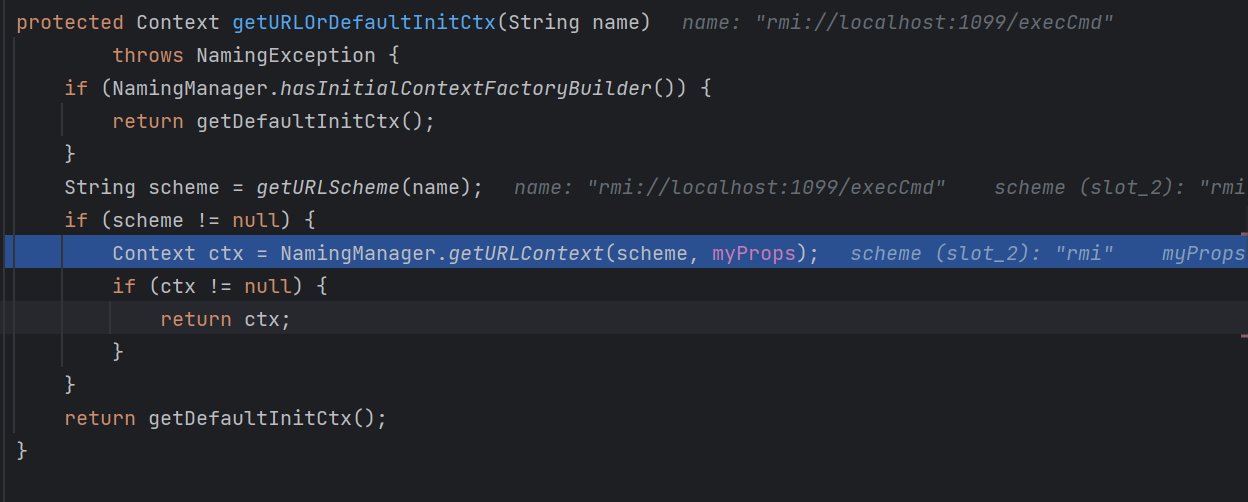 protected Context getURLOrDefaultInitCtx(String name)   name: "rmi://localhost:1099/execCmd"
        throws NamingException {
    if (NamingManager.hasInitialContextFactoryBuilder()) {
        return getDefaultInitCtx();
    }
    String scheme = getURLScheme(name);   name: "rmi://localhost:1099/execCmd"    scheme (slot_2): "rmi
    if (scheme != null) {
        Context ctx = NamingManager.getURLContext(scheme, myProps);   scheme (slot_2): "rmi"    myProps
        if (ctx != null) {
            return ctx;
        }
    }
    return getDefaultInitCtx();
}